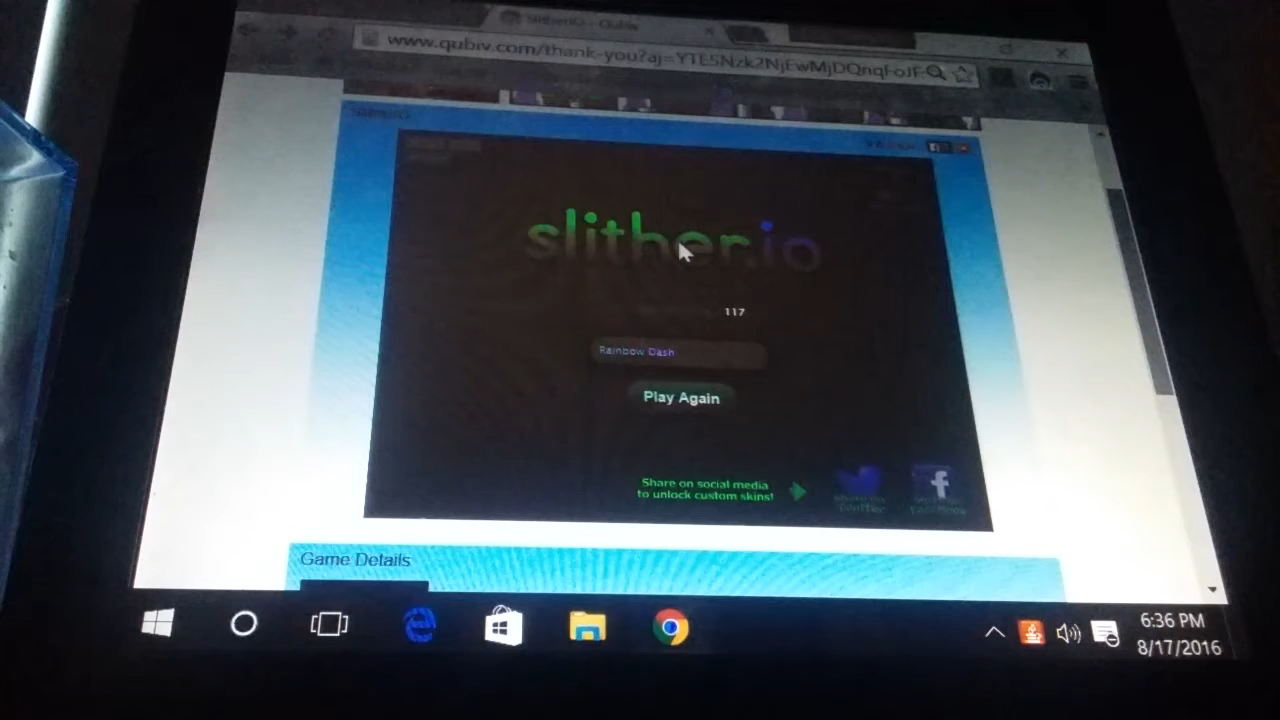 www.qubiv.com/thank-you?aj=YTE5Nzk2NjEwMjDQnqFoJF
slither.io
117
Rainbow Dash
Play Again
Share on social media
to unlock custom skins!
Game Details
6:36 PM
8/17/2016